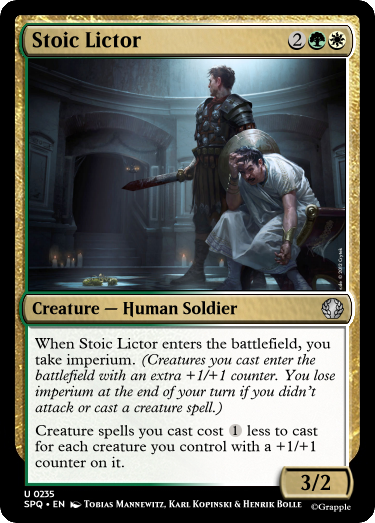 Stoic Lictor 2
Creature — Human Soldier
When Stoic Lictor enters the battlefield, you
take imperium. (Creatures you cast enter the
battlefield with an extra +1/+1 counter. You lose
imperium at the end of your turn if you didn't
attack or cast a creature spell.)
Creature spells you cast cost 1 less to cast
for each creature you control with a +1/+1
counter on it.
3/2
U 0235
SPQ • EN Tobias Mannewitz, Karl Kopinski & Henrik Bolle
©Grapple